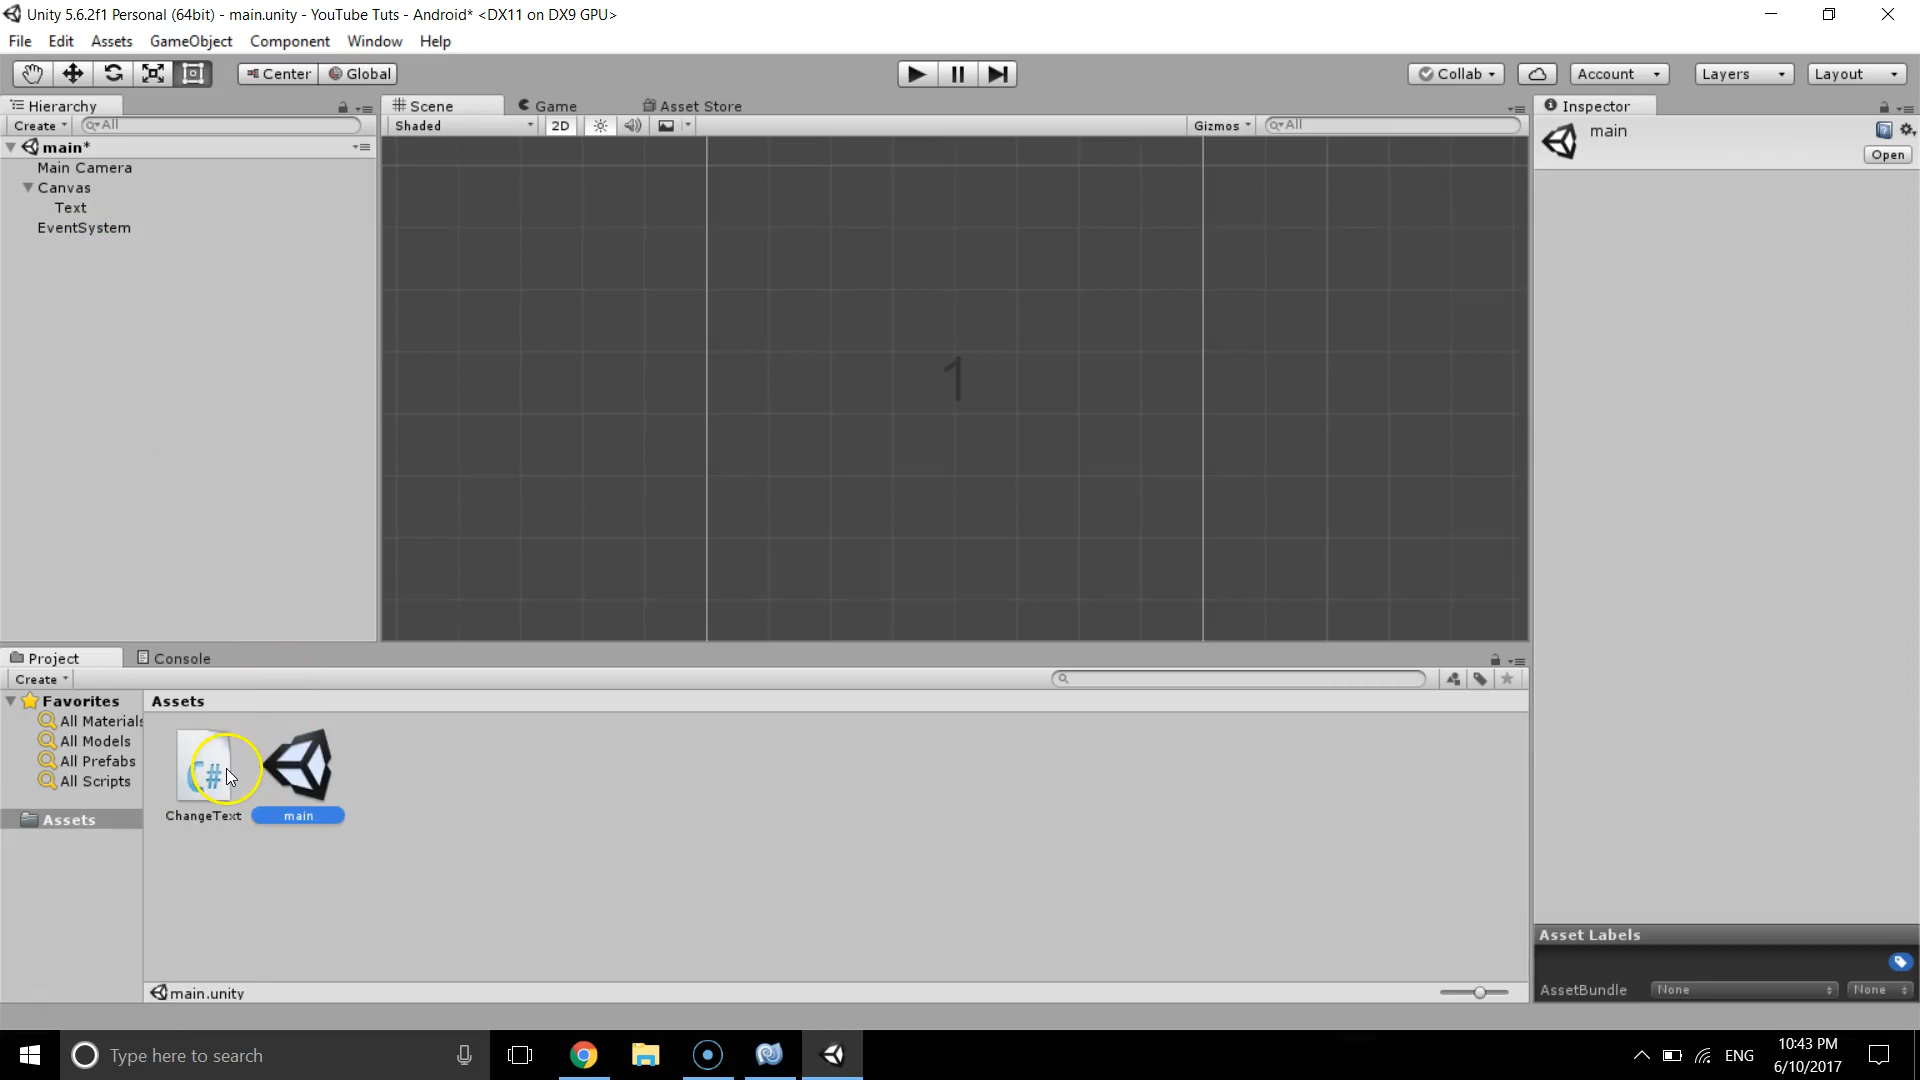 Unity 5.6.2f1 Personal (64bit) - main.unity - YouTube Tuts - Android* <DX11 on DX9 GPU>
File Edit Assets GameObject Component Window Help
Center Global Collab Account Layers Layout
Hierarchy Scene Game Asset Store Inspector
Create All Shaded 2D Gizmos All main
main* Open
Main Camera
Canvas
Text
EventSystem
1
Project Console
Create
Favorites Assets
All Materials
All Models
All Prefabs
All Scripts
C#
ChangeText main
Assets
Asset Labels
main.unity AssetBundle None None
Type here to search ENG 10:43 PM
6/10/2017